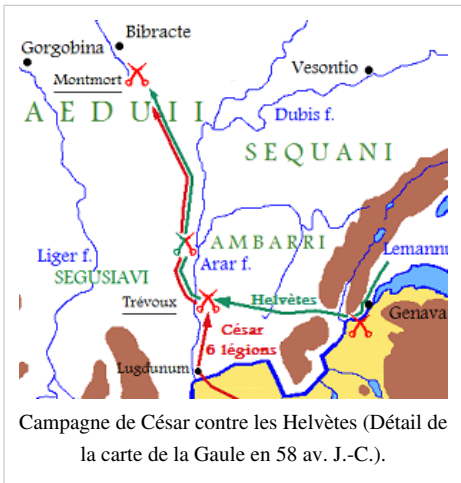 Bibracte
Gorgobina
Montmort
Vesontio
AEDUII
Dubis f.
SEQUANI
AMBARRI
Liger f.
Arar f.
Lemannu
SEGUSIAVI
Helvètes
Trévoux
Genava
César
6 légions
Lugdunum
Campagne de César contre les Helvètes (Détail de
la carte de la Gaule en 58 av. J.-C.).